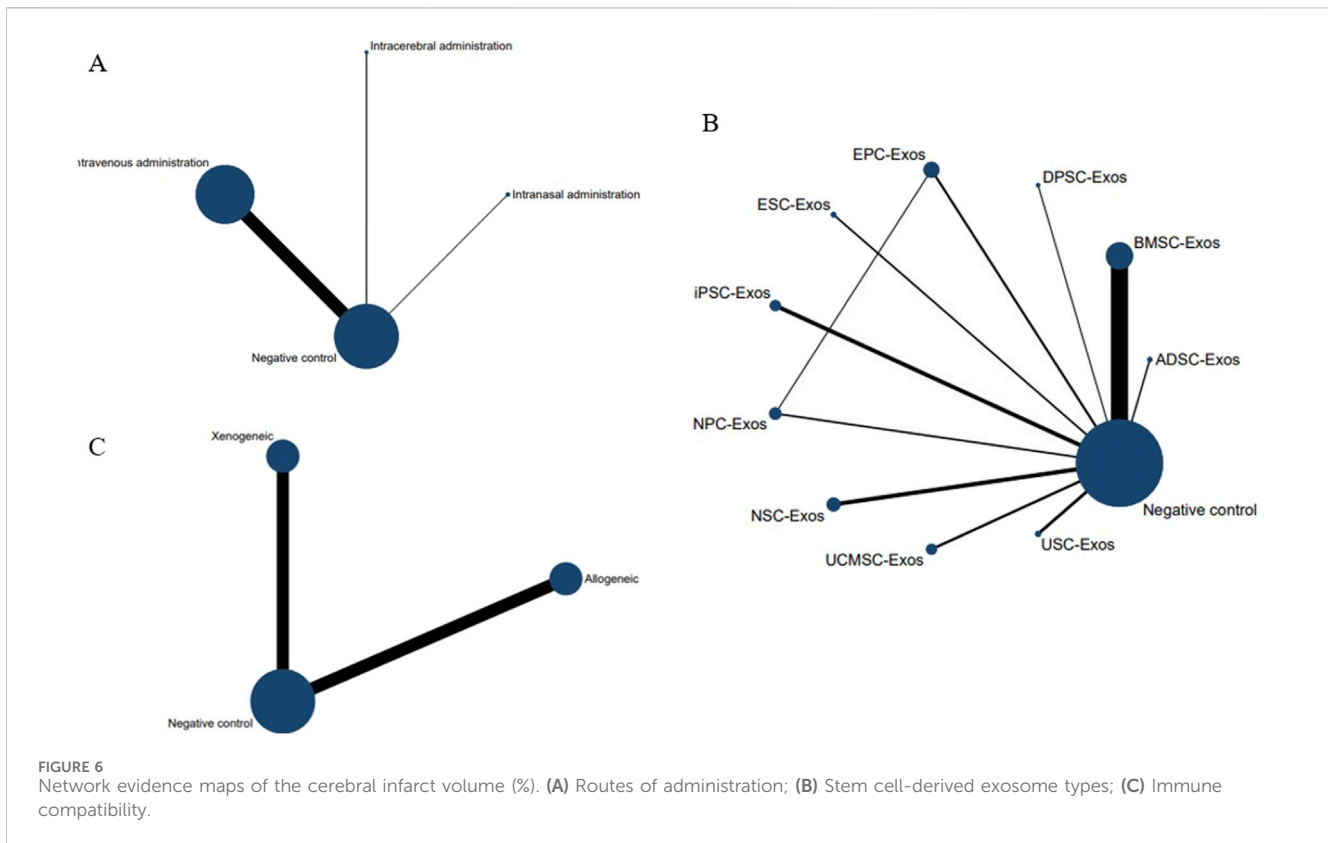 A
Intracerebral administration
ntravenous administration
Intranasal administration
Negative control
B
EPC-Exos
DPSC-Exos
ESC-Exos
BMSC-Exos
iPSC-Exos
ADSC-Exos
NPC-Exos
NSC-Exos
Negative control
UCMSC-Exos
USC-Exos
C
Xenogeneic
Allogeneic
Negative control
FIGURE 6
Network evidence maps of the cerebral infarct volume (%). (A) Routes of administration; (B) Stem cell-derived exosome types; (C) Immune
compatibility.